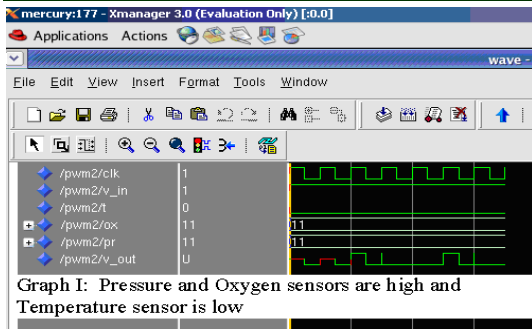 mercury:177 - Xmanager 3.0 (Evaluation Only) [:0.0]
Applications Actions
wave -
File Edit View Insert Format Tools Window
/pwm2/clk 1
/pwm2/v_in 1
/pwm2/t 0
/pwm2/ox 11 11
/pwm2/pr 11 11
/pwm2/v_out U
Graph I: Pressure and Oxygen sensors are high and
Temperature sensor is low